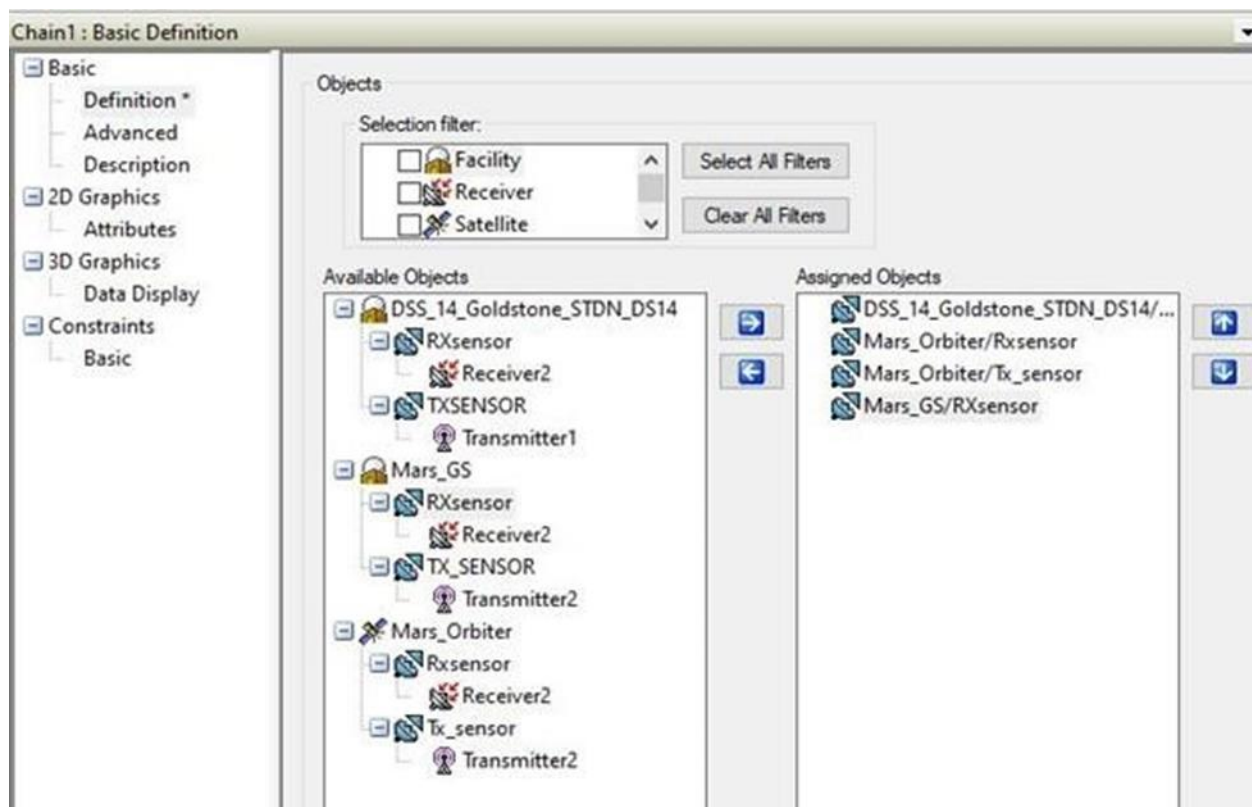 Chain1 : Basic Definition
Basic
Definition *
Advanced
Description
2D Graphics
Attributes
3D Graphics
Data Display
Constraints
Basic
Objects
Selection filter:
Facility
Receiver
Satellite
Select All Filters
Clear All Filters
Available Objects
DSS_14_Goldstone_STDN_DS14
RXsensor
Receiver2
TXSENSOR
Transmitter1
Mars_GS
RXsensor
Receiver2
TX_SENSOR
Transmitter2
Mars_Orbiter
Rxsensor
Receiver2
Tx_sensor
Transmitter2
Assigned Objects
DSS_14_Goldstone_STDN_DS14/...
Mars_Orbiter/Rxsensor
Mars_Orbiter/Tx_sensor
Mars_GS/RXsensor